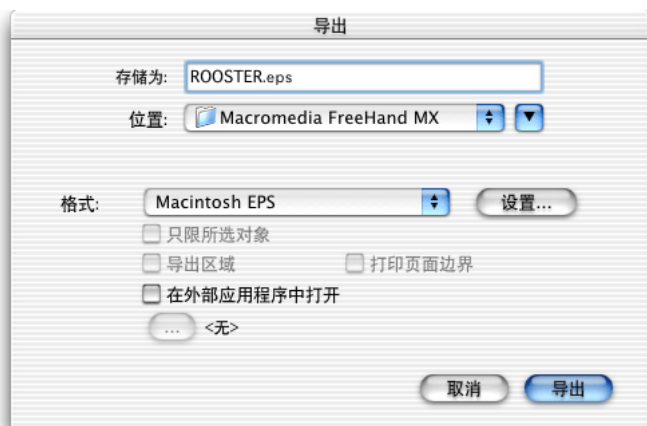 导出
存储为: ROOSTER.eps
位置: Macromedia FreeHand MX
格式: Macintosh EPS 设置...
只限所选对象
导出区域 打印页面边界
在外部应用程序中打开
... <无>
取消 导出